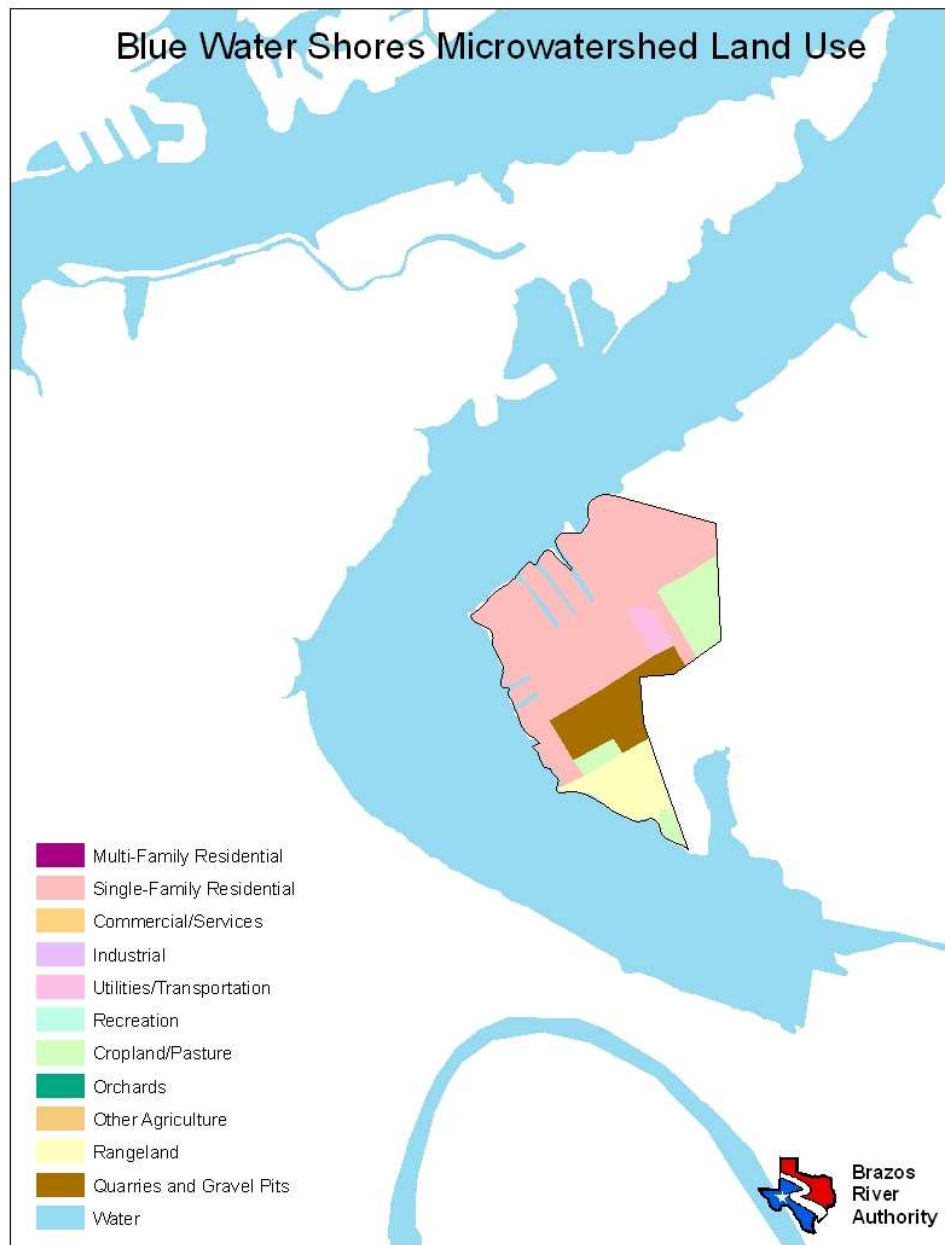 Blue Water Shores Microwatershed Land Use
Multi-Family Residential
Single-Family Residential
Commercial/Services
Industrial
Utilities/Transportation
Recreation
Cropland/Pasture
Orchards
Other Agriculture
Rangeland
Quarries and Gravel Pits
Water
Brazos
River
Authority